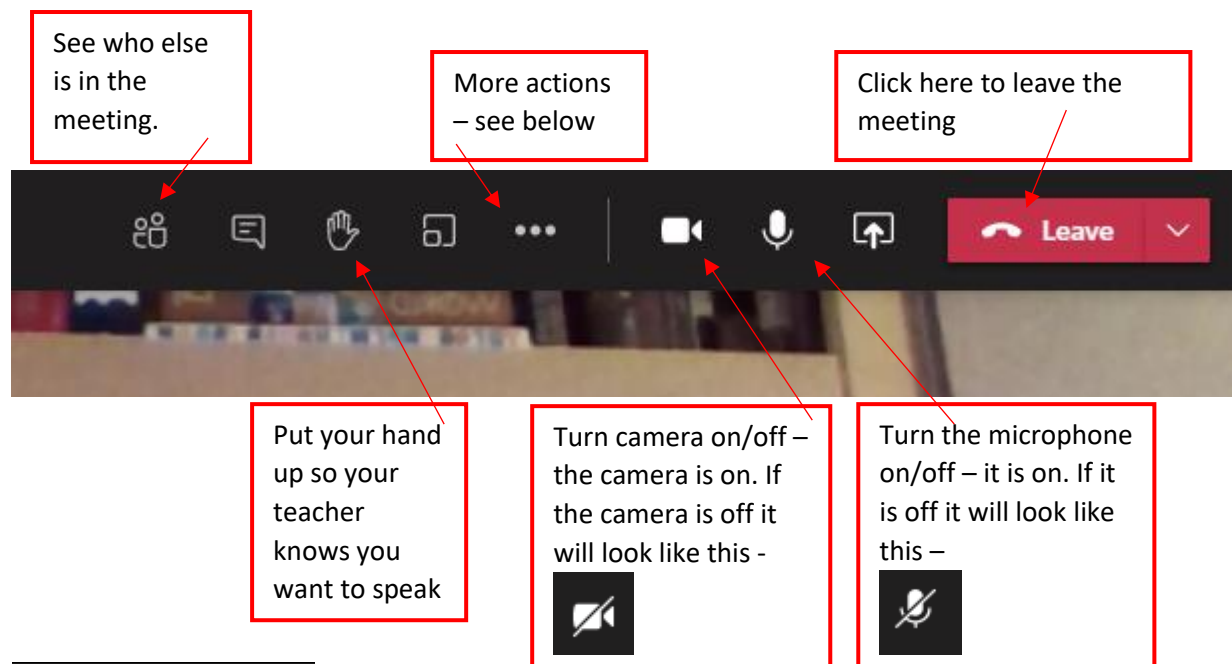 See who else
is in the
meeting.
More actions
– see below
Click here to leave the
meeting
Leave
Put your hand
up so your
teacher
knows you
want to speak
Turn camera on/off –
the camera is on. If
the camera is off it
will look like this -
Turn the microphone
on/off – it is on. If it
is off it will look like
this –